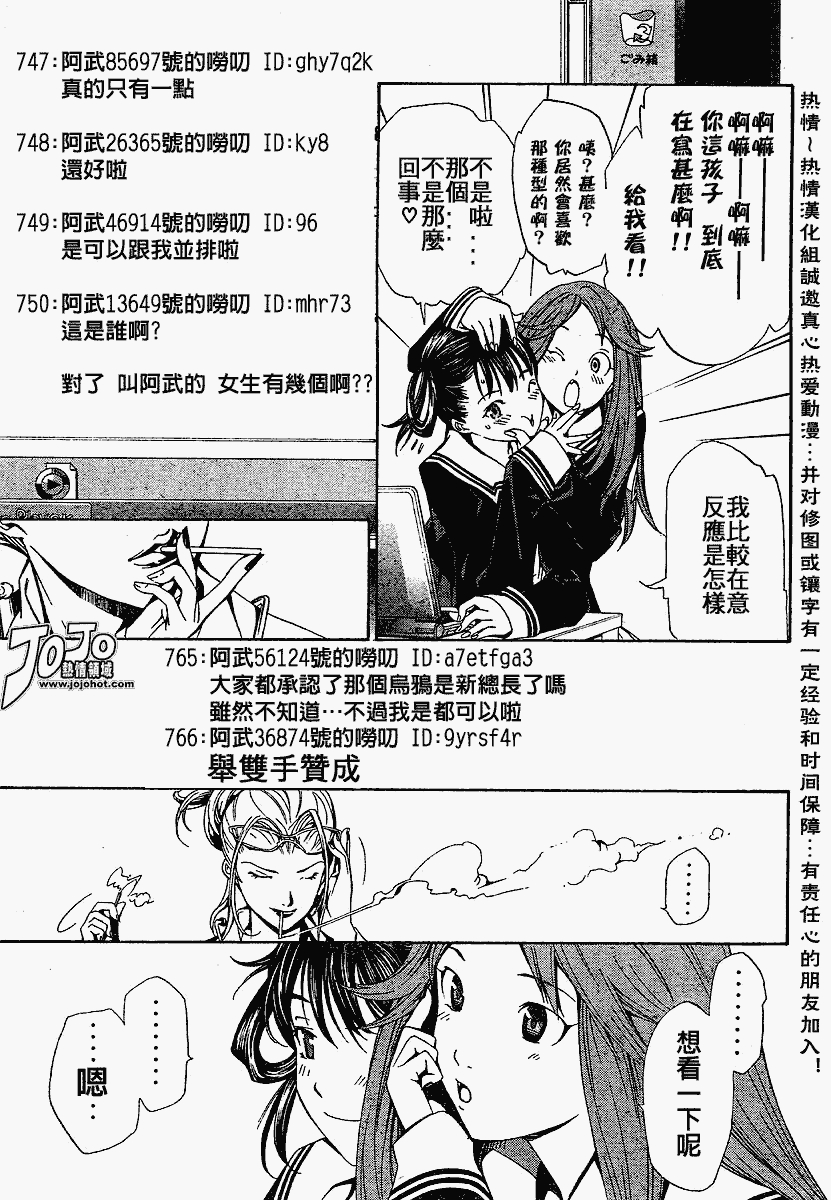 747:阿武85697號的嘮叨 ID:ghy7q2k
真的只有一點
748:阿武26365號的嘮叨 ID:ky8
還好啦
749:阿武46914號的嘮叨 ID:96
是可以跟我並排啦
750:阿武13649號的嘮叨 ID:mhr73
這是誰啊?
對了 叫阿武的 女生有幾個啊??
ごみ箱
啊嘛——
啊嘛——啊嘛——
你這孩子 到底
在寫甚麼啊!!
給我看!!
咦?甚麼?
你居然會喜歡
那種型的啊?
不是啦…
那個…
不是那麼
回事♡
我比較在意
反應是怎樣
JOJO
熱情領域
www.jojohot.com
765:阿武56124號的嘮叨 ID:a7etfga3
大家都承認了那個烏鴉是新總長了嗎
雖然不知道…不過我是都可以啦
766:阿武36874號的嘮叨 ID:9yrsf4r
舉雙手贊成
……
……
想看一下呢
……
……嗯…
热情~热情漢化組誠邀真心热爱動漫…并对修图或镶字有一定经验和时间保障…有责任心的朋友加入!